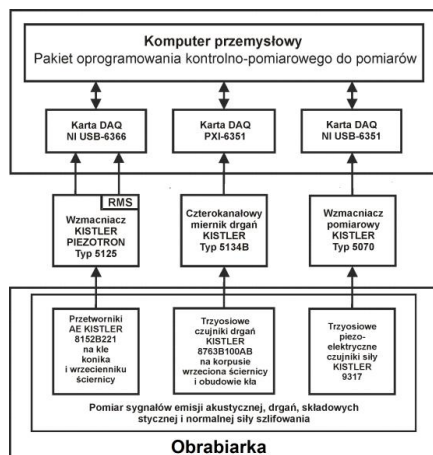 Komputer przemysłowy
Pakiet oprogramowania kontrolno-pomiarowego do pomiarów
Karta DAQ
NI USB-6366
Karta DAQ
PXI-6351
Karta DAQ
NI USB-6351
RMS
Wzmacniacz
KISTLER
PIEZOTRON
Typ 5125
Czterokanałowy
miernik drgań
KISTLER
Typ 5134B
Wzmacniacz
pomiarowy
KISTLER
Typ 5070
Przetworniki
AE KISTLER
8152B221
na kle
konika
i wrzecienniku
ściernicy
Trzyosiowe
czujniki drgań
KISTLER
8763B100AB
na korpusie
wrzeciona ściernicy
i obudowie kła
Trzyosiowe
piezo-
elektryczne
czujniki siły
KISTLER
9317
Pomiar sygnałów emisji akustycznej, drgań, składowych
stycznej i normalnej siły szlifowania
Obrabiarka